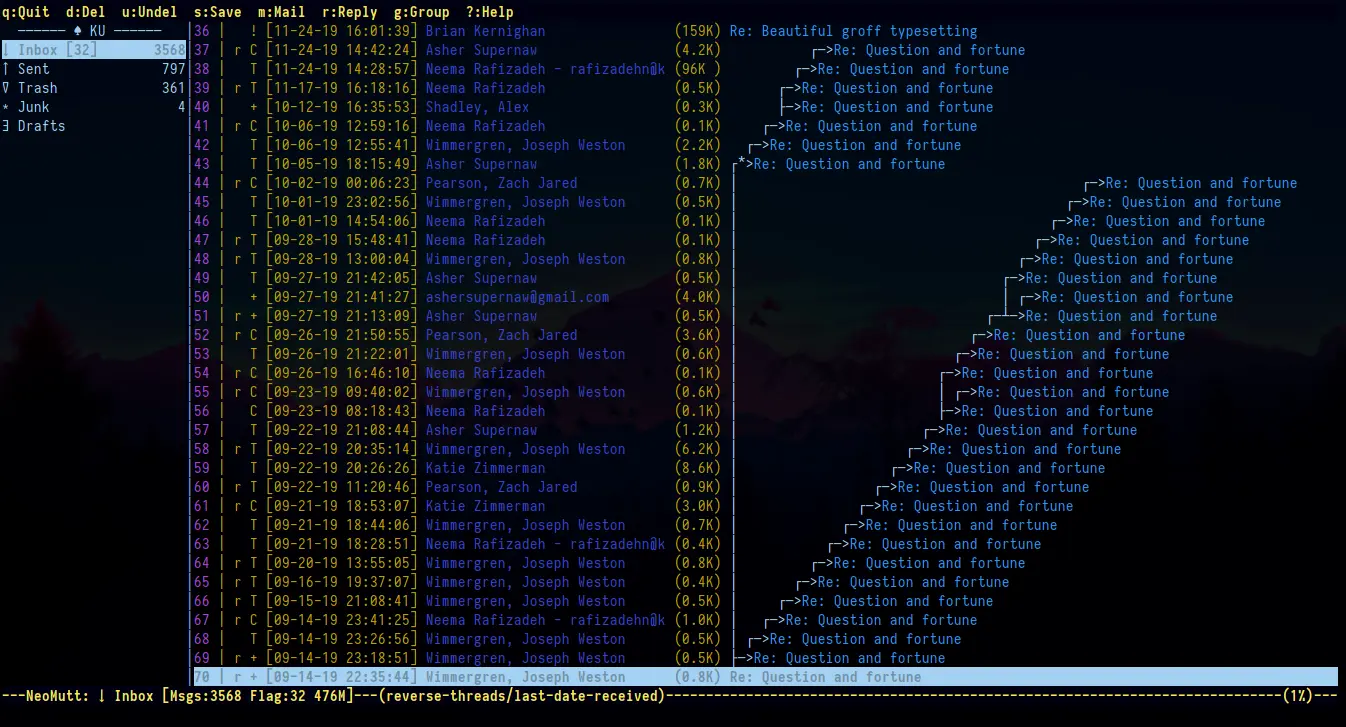 q:Quit  d:Del  u:Undel  s:Save  m:Mail  r:Reply  g:Group  ?:Help
────── ♠ KU ──────   36 │   ! [11-24-19 16:01:39] Brian Kernighan                (159K) Re: Beautiful groff typesetting
↓ Inbox [32]       3568 37 │ r C [11-24-19 14:42:24] Asher Supernaw                 (4.2K)           ┌─>Re: Question and fortune
↑ Sent              797│38 │   T [11-24-19 14:28:57] Neema Rafizadeh - rafizadehn@k (96K )         ┌─>Re: Question and fortune
∇ Trash             361│39 │ r T [11-17-19 16:18:16] Neema Rafizadeh                (0.5K)       ┌─>Re: Question and fortune
* Junk                4│40 │   + [10-12-19 16:35:53] Shadley, Alex                  (0.3K)       ├─>Re: Question and fortune
∃ Drafts               │41 │ r C [10-06-19 12:59:16] Neema Rafizadeh                (0.1K)     ┌─>Re: Question and fortune
│42 │   T [10-06-19 12:55:41] Wimmergren, Joseph Weston      (2.2K)   ┌─>Re: Question and fortune
│43 │   T [10-05-19 18:15:49] Asher Supernaw                 (1.8K) ┌*>Re: Question and fortune
│44 │ r C [10-02-19 00:06:23] Pearson, Zach Jared            (0.7K) │ ┌─>Re: Question and fortune
│45 │   T [10-01-19 23:02:56] Wimmergren, Joseph Weston      (0.5K) │ ┌─>Re: Question and fortune
│46 │   T [10-01-19 14:54:06] Neema Rafizadeh                (0.1K) │ ┌─>Re: Question and fortune
│47 │ r T [09-28-19 15:48:41] Neema Rafizadeh                (0.1K) │ ┌─>Re: Question and fortune
│48 │ r T [09-28-19 13:00:04] Wimmergren, Joseph Weston      (0.8K) │ ┌─>Re: Question and fortune
│49 │   T [09-27-19 21:42:05] Asher Supernaw                 (0.5K) │ ┌─>Re: Question and fortune
│50 │   + [09-27-19 21:41:27] ashersupernaw@gmail.com        (4.0K) │ │ ┌─>Re: Question and fortune
│51 │ r + [09-27-19 21:13:09] Asher Supernaw                 (0.5K) │ ┌─┴─>Re: Question and fortune
│52 │ r C [09-26-19 21:50:55] Pearson, Zach Jared            (3.6K) │ ┌─>Re: Question and fortune
│53 │   T [09-26-19 21:22:01] Wimmergren, Joseph Weston      (0.6K) │ ┌─>Re: Question and fortune
│54 │ r C [09-26-19 16:46:10] Neema Rafizadeh                (0.1K) │ ┌─>Re: Question and fortune
│55 │ r C [09-23-19 09:40:02] Wimmergren, Joseph Weston      (0.6K) │ │ ┌─>Re: Question and fortune
│56 │   C [09-23-19 08:18:43] Neema Rafizadeh                (0.1K) │ ├─>Re: Question and fortune
│57 │   T [09-22-19 21:08:44] Asher Supernaw                 (1.2K) │ ┌─>Re: Question and fortune
│58 │ r T [09-22-19 20:35:14] Wimmergren, Joseph Weston      (6.2K) │ ┌─>Re: Question and fortune
│59 │   T [09-22-19 20:26:26] Katie Zimmerman                (8.6K) │ ┌─>Re: Question and fortune
│60 │ r T [09-22-19 11:20:46] Pearson, Zach Jared            (0.9K) │ ┌─>Re: Question and fortune
│61 │ r C [09-21-19 18:53:07] Katie Zimmerman                (3.0K) │ ┌─>Re: Question and fortune
│62 │   T [09-21-19 18:44:06] Wimmergren, Joseph Weston      (0.7K) │ ┌─>Re: Question and fortune
│63 │   T [09-21-19 18:28:51] Neema Rafizadeh - rafizadehn@k (0.4K) │ ┌─>Re: Question and fortune
│64 │ r T [09-20-19 13:55:05] Wimmergren, Joseph Weston      (0.8K) │ ┌─>Re: Question and fortune
│65 │ r T [09-16-19 19:37:07] Wimmergren, Joseph Weston      (0.4K) │ ┌─>Re: Question and fortune
│66 │ r T [09-15-19 21:08:41] Wimmergren, Joseph Weston      (0.5K) │ ┌─>Re: Question and fortune
│67 │ r C [09-14-19 23:41:25] Neema Rafizadeh - rafizadehn@k (1.0K) │ ┌─>Re: Question and fortune
│68 │   T [09-14-19 23:26:56] Wimmergren, Joseph Weston      (0.5K) │ ┌─>Re: Question and fortune
│69 │ r + [09-14-19 23:18:51] Wimmergren, Joseph Weston      (0.5K) ├─>Re: Question and fortune
│70 │ r + [09-14-19 22:35:44] Wimmergren, Joseph Weston      (0.8K) Re: Question and fortune
---NeoMutt: ↓ Inbox [Msgs:3568 Flag:32 476M]---(reverse-threads/last-date-received)---(1%)---